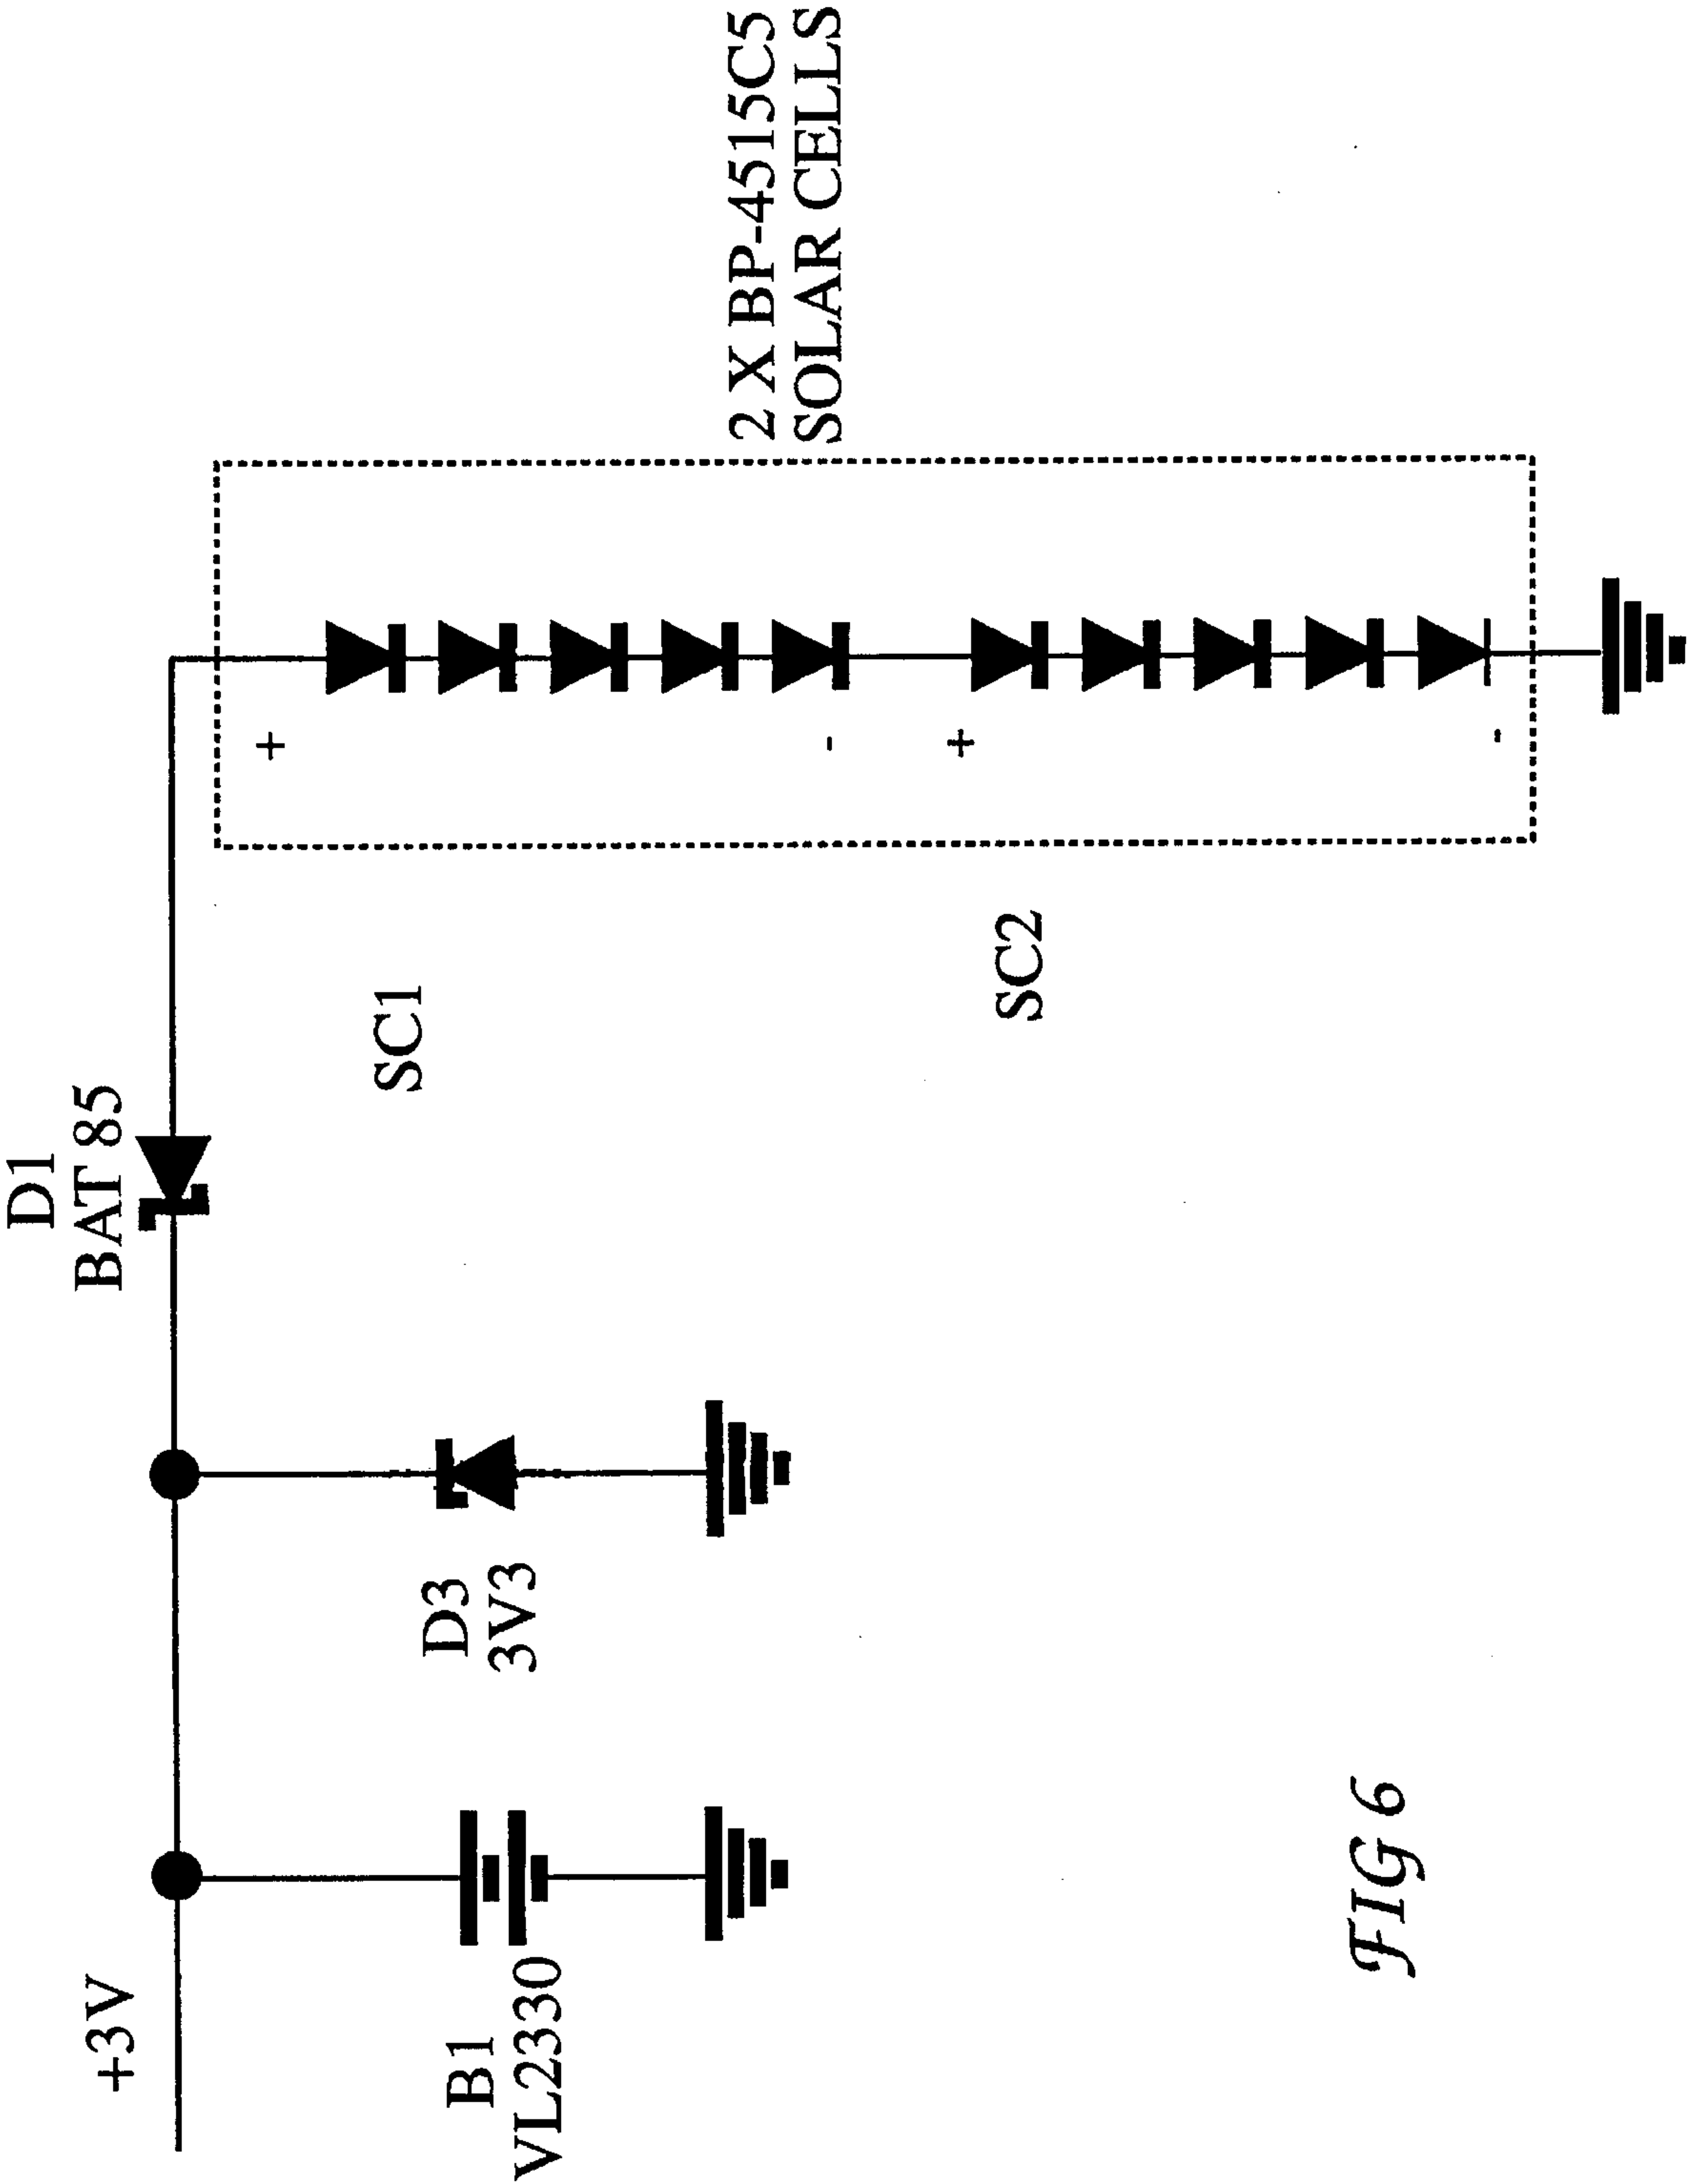 +3V
B1
VL2330
D3
3V3
D1
BAT 85
SC1
+
-
SC2
+
-
2 X BP-4515C5
SOLAR CELLS
FIG 6